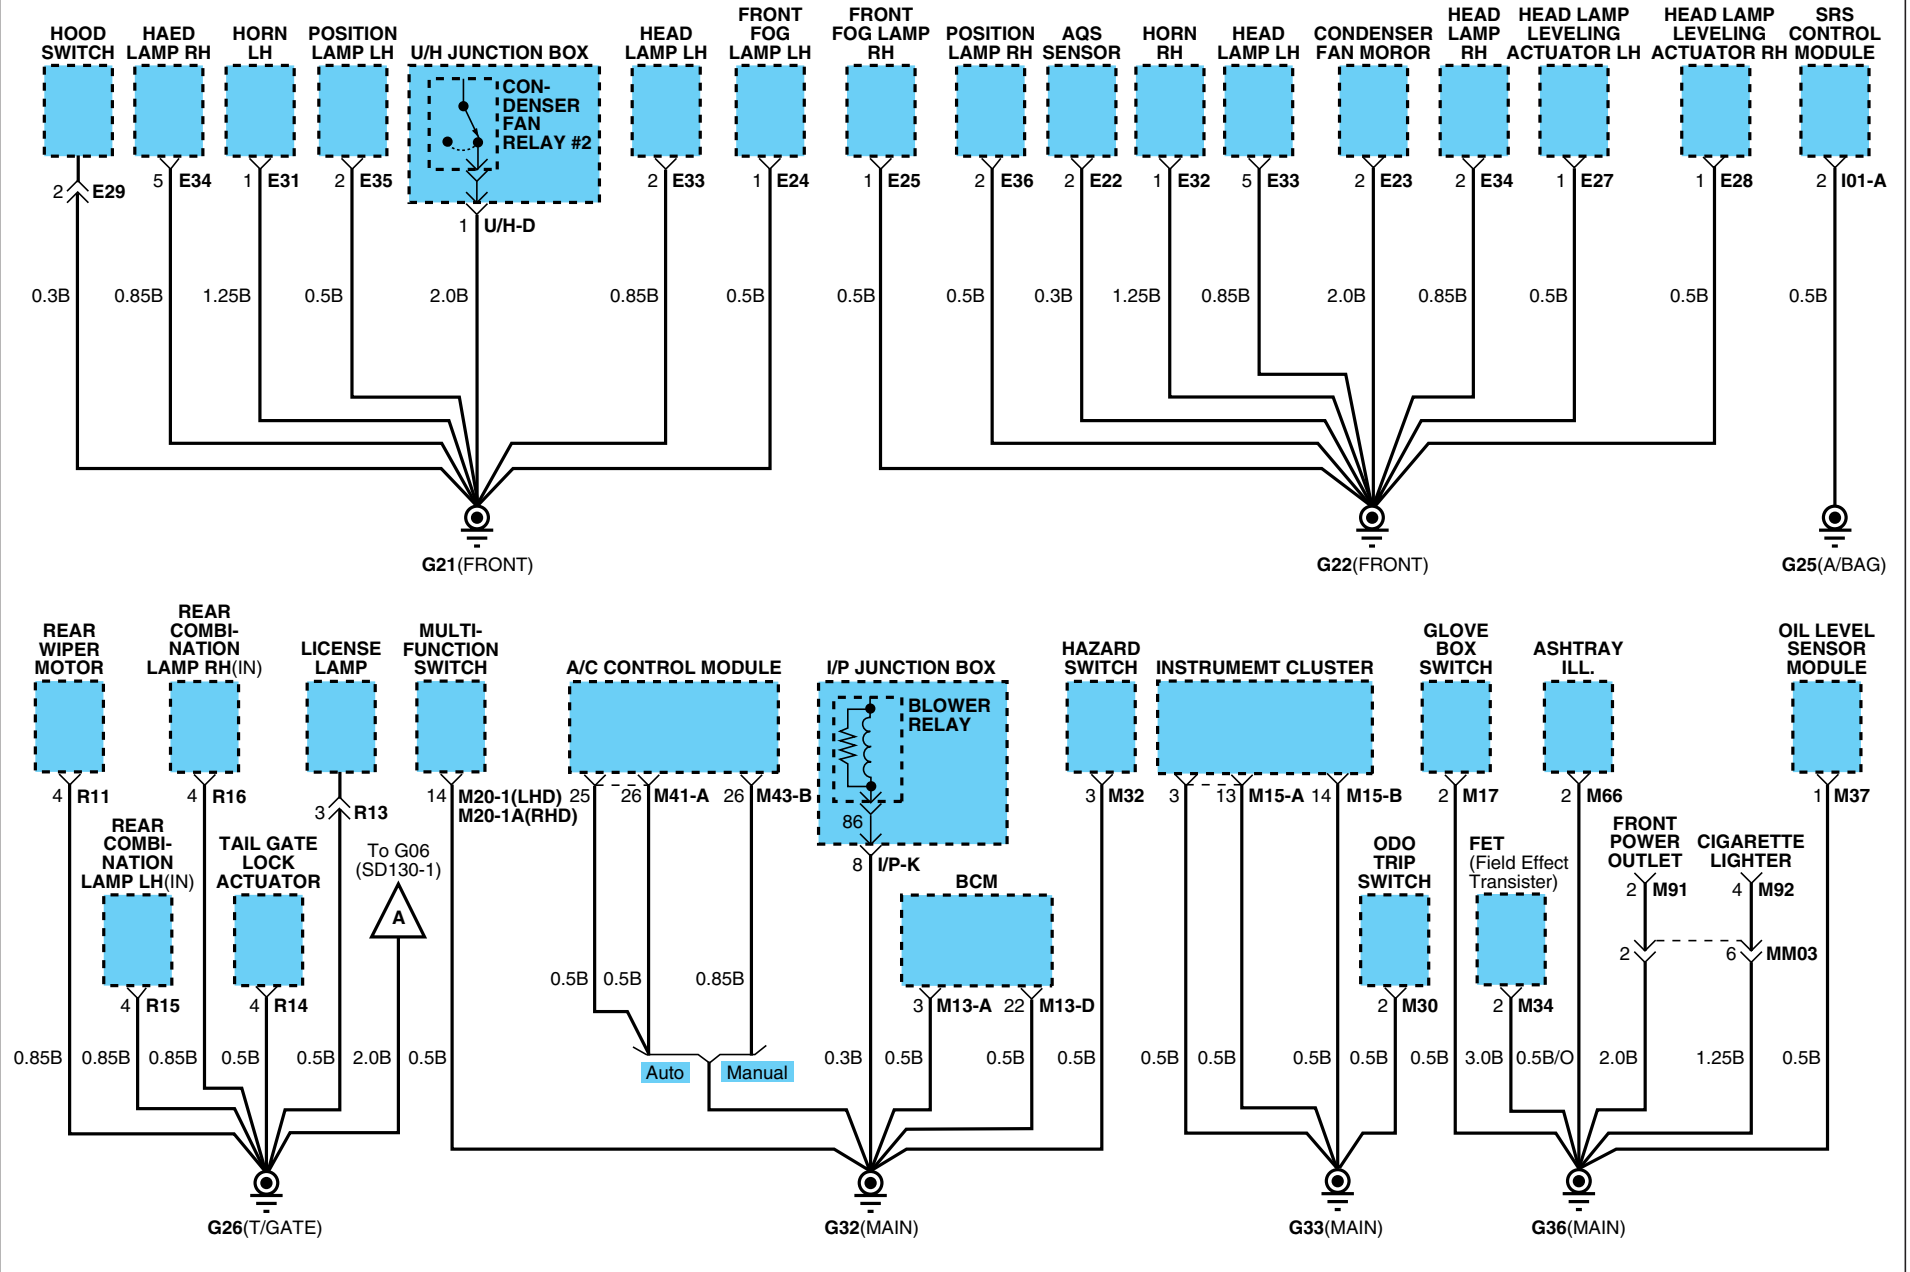 HOOD
SWITCH
HAED
LAMP RH
HORN
LH
POSITION
LAMP LH
U/H JUNCTION BOX
CON-
DENSER
FAN
RELAY #2
HEAD
LAMP LH
FRONT
FOG
LAMP LH
FRONT
FOG LAMP
RH
POSITION
LAMP RH
AQS
SENSOR
HORN
RH
HEAD
LAMP LH
CONDENSER
FAN MOROR
HEAD
LAMP
RH
HEAD LAMP
LEVELING
ACTUATOR LH
HEAD LAMP
LEVELING
ACTUATOR RH
SRS
CONTROL
MODULE
2 E29
5 E34
1 E31
2 E35
1 U/H-D
2 E33
1 E24
1 E25
2 E36
2 E22
1 E32
5 E33
2 E23
2 E34
1 E27
1 E28
2 I01-A
0.3B
0.85B
1.25B
0.5B
2.0B
0.85B
0.5B
0.5B
0.5B
0.3B
1.25B
0.85B
2.0B
0.85B
0.5B
0.5B
0.5B
G21(FRONT)
G22(FRONT)
G25(A/BAG)
REAR
WIPER
MOTOR
REAR
COMBI-
NATION
LAMP RH(IN)
LICENSE
LAMP
MULTI-
FUNCTION
SWITCH
A/C CONTROL MODULE
I/P JUNCTION BOX
BLOWER
RELAY
HAZARD
SWITCH
INSTRUMEMT CLUSTER
GLOVE
BOX
SWITCH
ASHTRAY
ILL.
OIL LEVEL
SENSOR
MODULE
4 R11
4 R16
3 R13
14 M20-1(LHD)
M20-1A(RHD)
25
26 M41-A
26 M43-B
86
8 I/P-K
3 M32
3
13 M15-A
14 M15-B
2 M17
2 M66
1 M37
REAR
COMBI-
NATION
LAMP LH(IN)
TAIL GATE
LOCK
ACTUATOR
To G06
(SD130-1)
A
BCM
ODO
TRIP
SWITCH
FET
(Field Effect
Transister)
FRONT
POWER
OUTLET
CIGARETTE
LIGHTER
2 M91
4 M92
2
6 MM03
4 R15
4 R14
0.5B
0.5B
0.85B
3 M13-A
22 M13-D
2 M30
2 M34
Auto
Manual
0.85B
0.85B
0.85B
0.5B
0.5B
2.0B
0.5B
0.3B
0.5B
0.5B
0.5B
0.5B
0.5B
0.5B
0.5B
0.5B
3.0B
0.5B/O
2.0B
1.25B
0.5B
G26(T/GATE)
G32(MAIN)
G33(MAIN)
G36(MAIN)